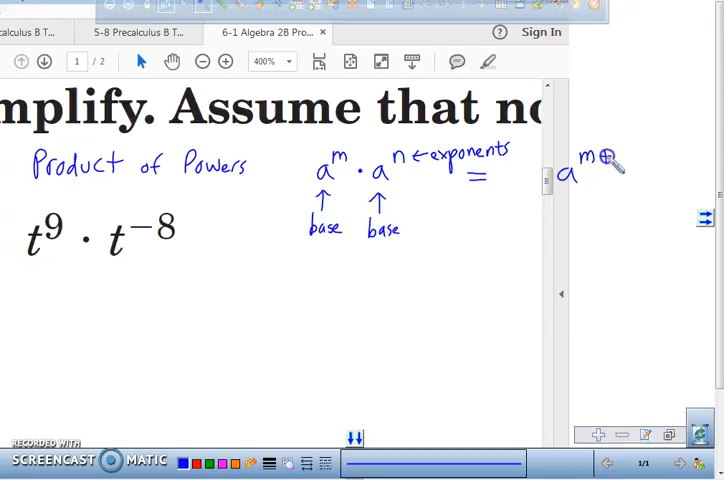 calculus B T...
5-8 Precalculus B T...
6-1 Algebra 2B Pro... ×
? Sign In
1 / 2
400%
mplify. Assume that no
Product of Powers
a^m · a^n ← exponents = a^m+
↑ ↑
base base
t^9 · t^−8
RECORDED WITH
SCREENCAST MATIC
1/1